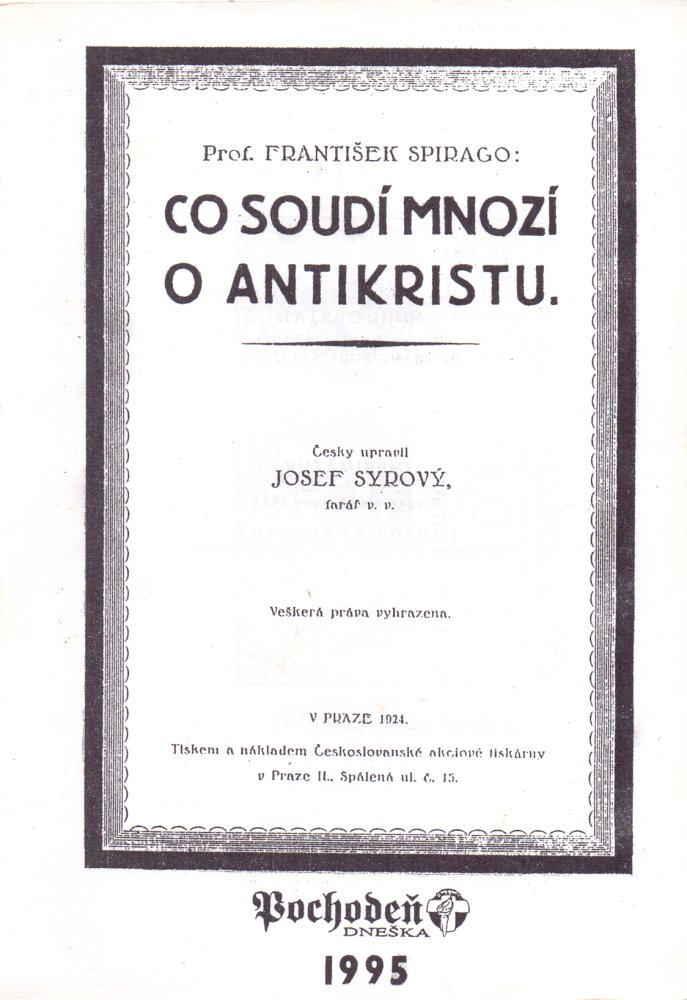 Prof. FRANTIŠEK SPIRAGO:
CO SOUDÍ MNOZÍ
O ANTIKRISTU.
Česky upravil
JOSEF SYROVÝ,
farář v. v.
Veškerá práva vyhrazena.
V PRAZE 1924.
Tiskem a nákladem Československé akciové tiskárny
v Praze II., Spálená ul. č. 15.
Pochodeň
DNEŠKA
1995